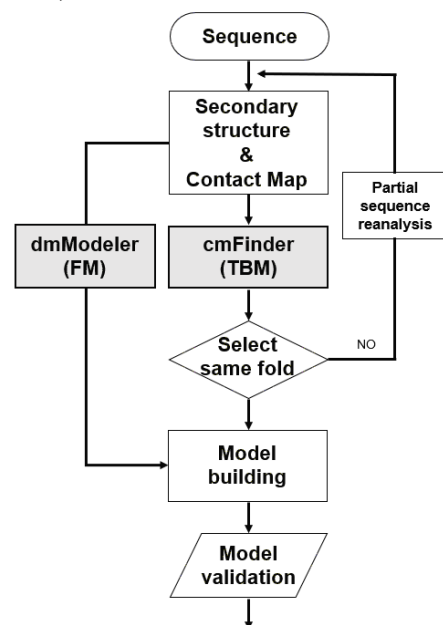 Sequence
Secondary
structure
&
Contact Map
Partial
sequence
reanalysis
dmModeler
(FM)
cmFinder
(TBM)
Select
same fold
NO
Model
building
Model
validation